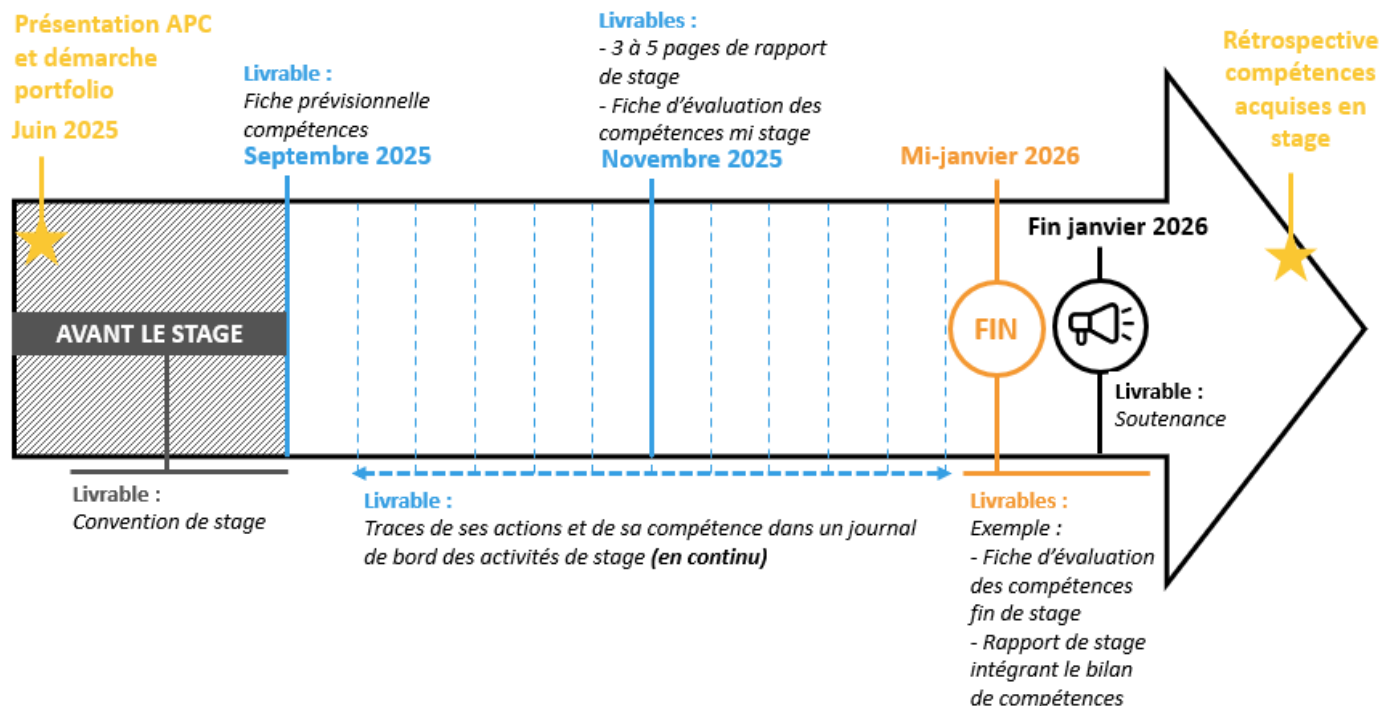 Présentation APC
et démarche
portfolio
Juin 2025
Livrable :
Fiche prévisionnelle
compétences
Septembre 2025
Livrables :
- 3 à 5 pages de rapport
de stage
- Fiche d’évaluation des
compétences mi stage
Novembre 2025
Mi-janvier 2026
Rétrospective
compétences
acquises en
stage
Fin janvier 2026
AVANT LE STAGE
FIN
Livrable :
Soutenance
Livrable :
Convention de stage
Livrable :
Traces de ses actions et de sa compétence dans un journal
de bord des activités de stage (en continu)
Livrables :
Exemple :
- Fiche d’évaluation
des compétences
fin de stage
- Rapport de stage
intégrant le bilan
de compétences